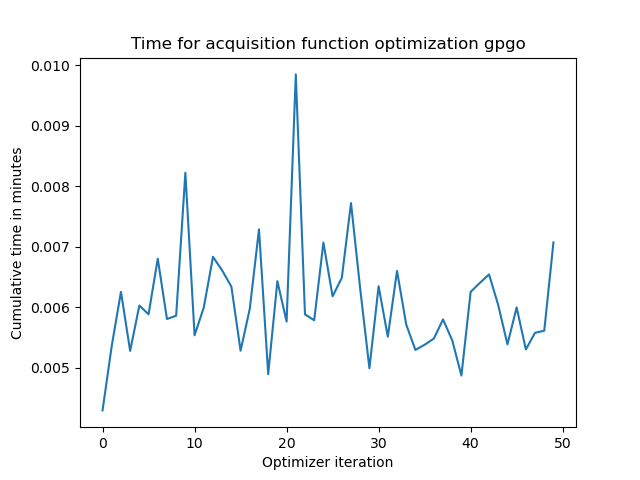 Time for acquisition function optimization gpgo
0.010
0.009
0.008
0.007
0.006
0.005
Cumulative time in minutes
0 10 20 30 40 50
Optimizer iteration